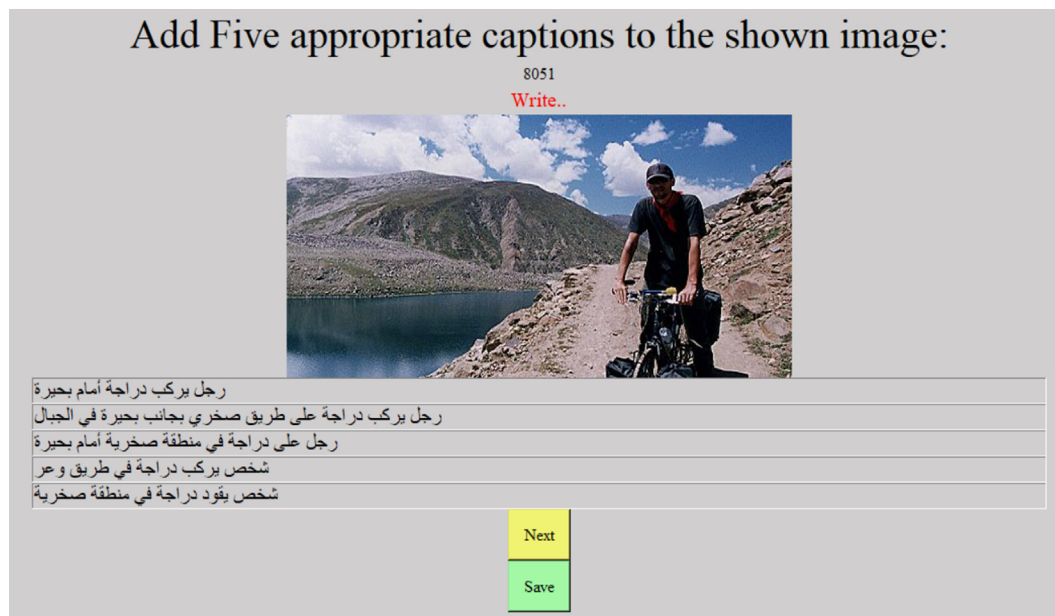 Add Five appropriate captions to the shown image:
8051
Write..
رجل يركب دراجة أمام بحيرة
رجل يركب دراجة على طريق صخري بجانب بحيرة في الجبال
رجل على دراجة في منطقة صخرية أمام بحيرة
شخص يركب دراجة في طريق وعر
شخص يقود دراجة في منطقة صخرية
Next
Save